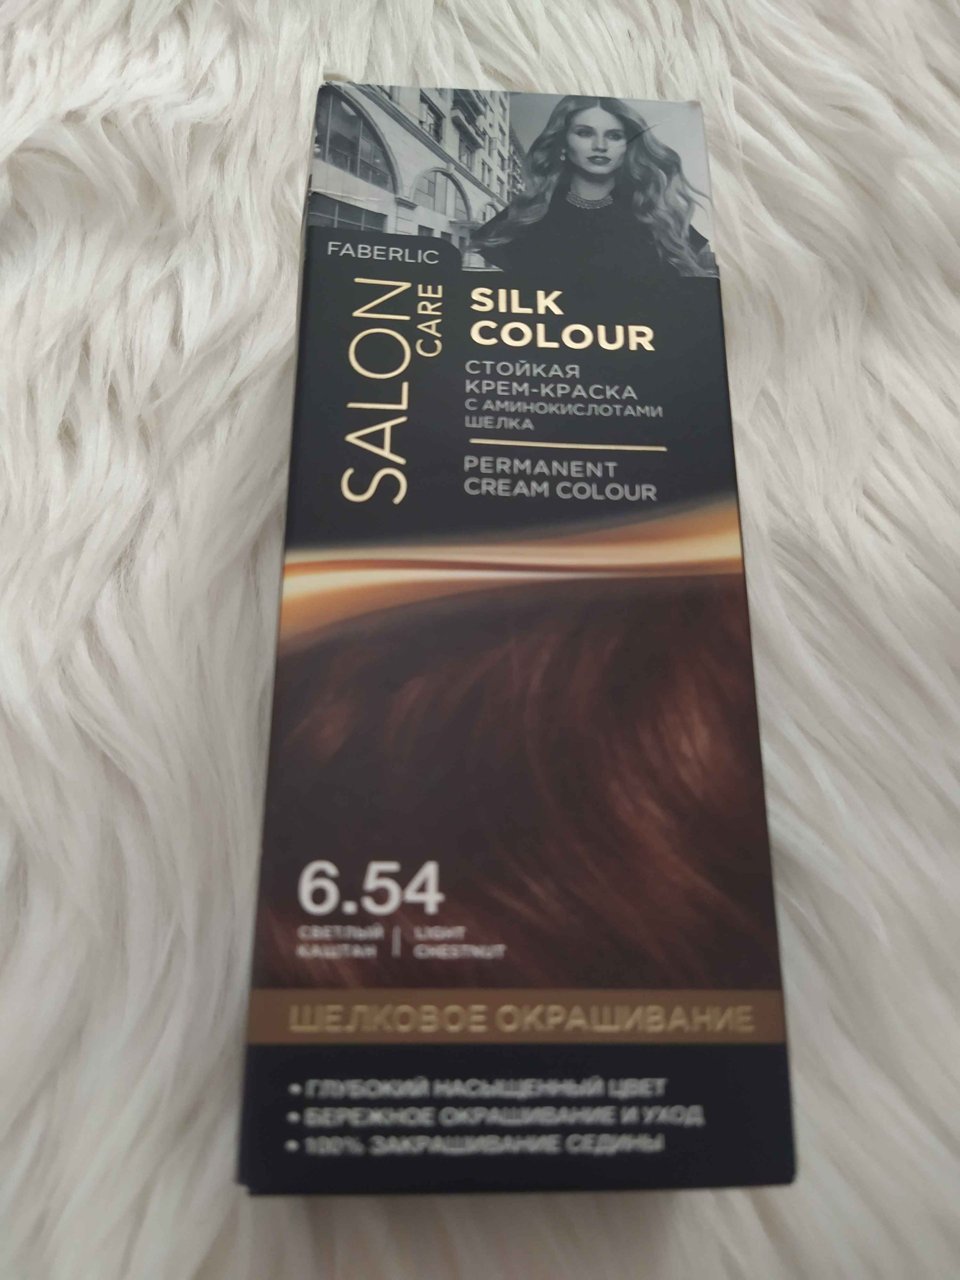 FABERLIC
SALON
CARE
SILK
COLOUR
СТОЙКАЯ
КРЕМ-КРАСКА
С АМИНОКИСЛОТАМИ
ШЕЛКА
PERMANENT
CREAM COLOUR
6.54
СВЕТЛЫЙ
КАШТАН
LIGHT
CHESTNUT
ШЕЛКОВОЕ ОКРАШИВАНИЕ
• ГЛУБОКИЙ НАСЫЩЕННЫЙ ЦВЕТ
• БЕРЕЖНОЕ ОКРАШИВАНИЕ И УХОД
• 100% ЗАКРАШИВАНИЕ СЕДИНЫ